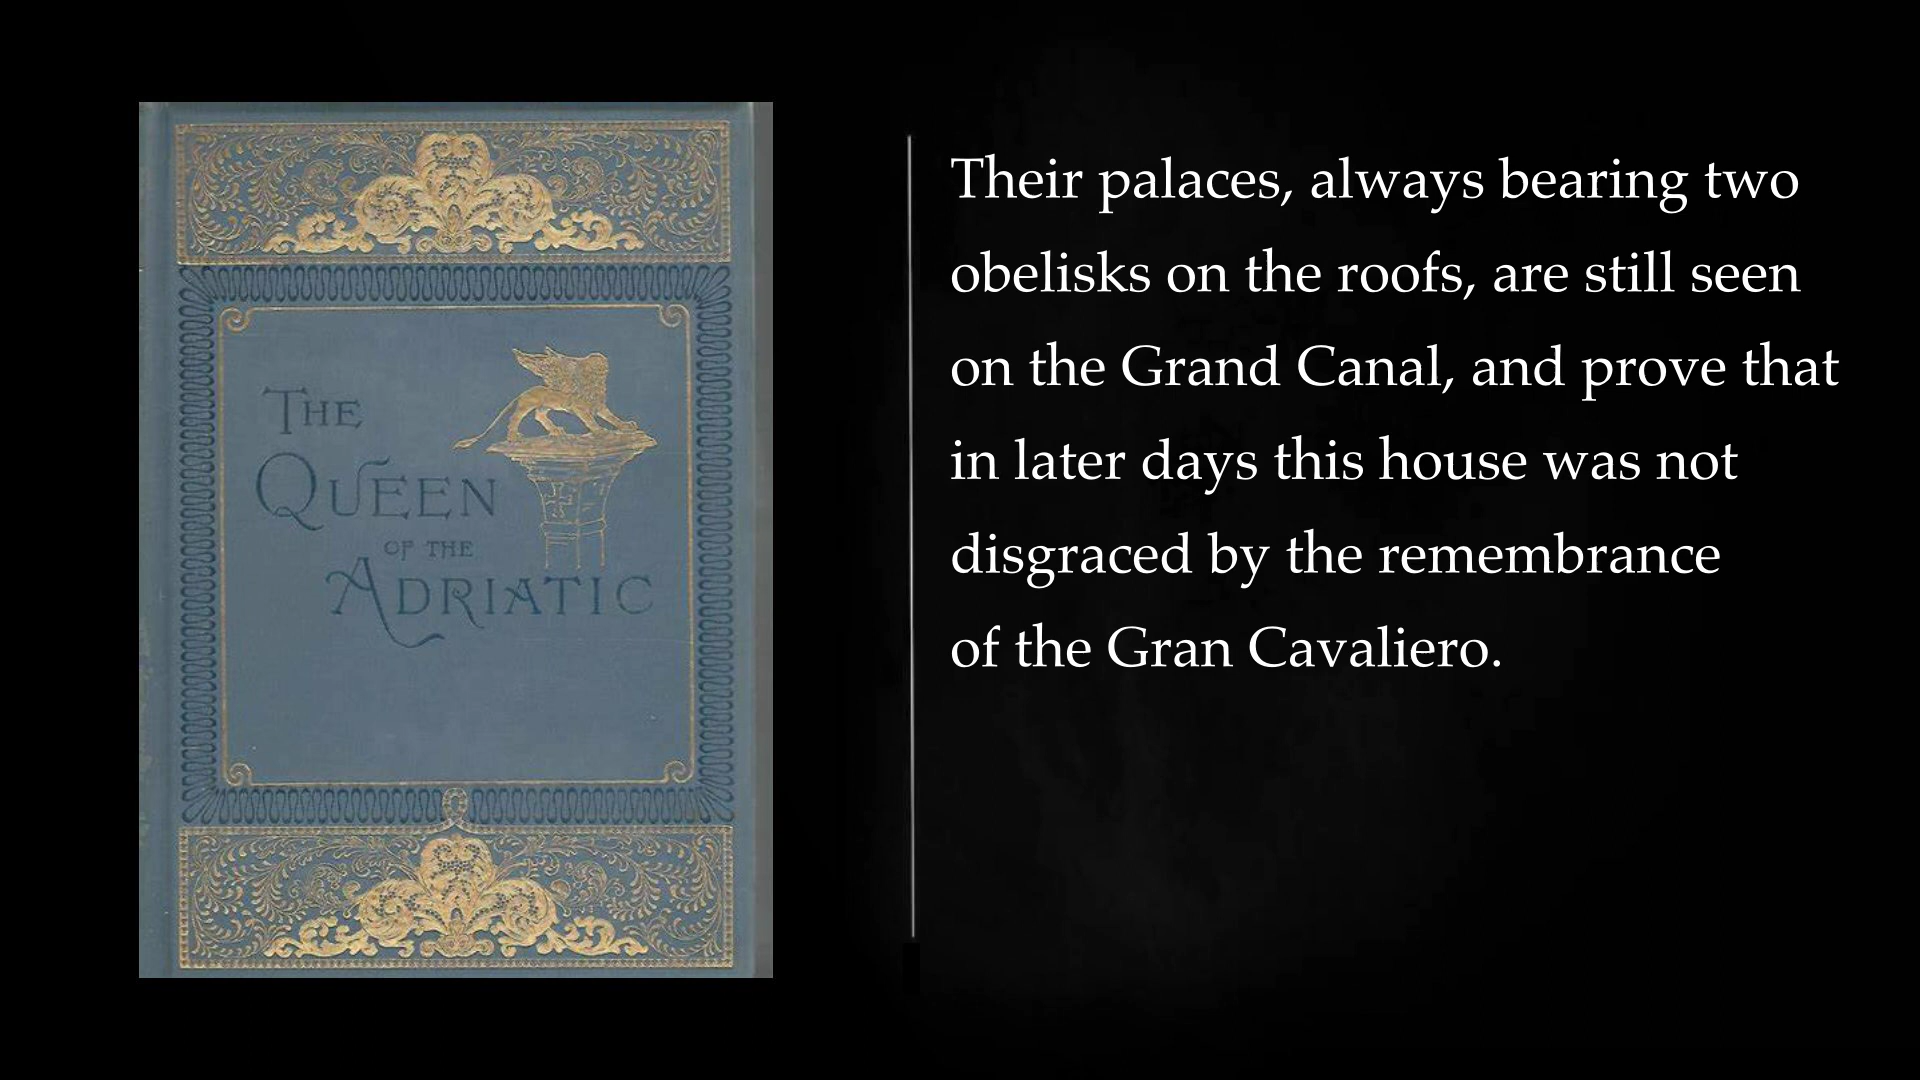 THE
QUEEN
OF THE
ADRIATIC
Their palaces, always bearing two
obelisks on the roofs, are still seen
on the Grand Canal, and prove that
in later days this house was not
disgraced by the remembrance
of the Gran Cavaliero.